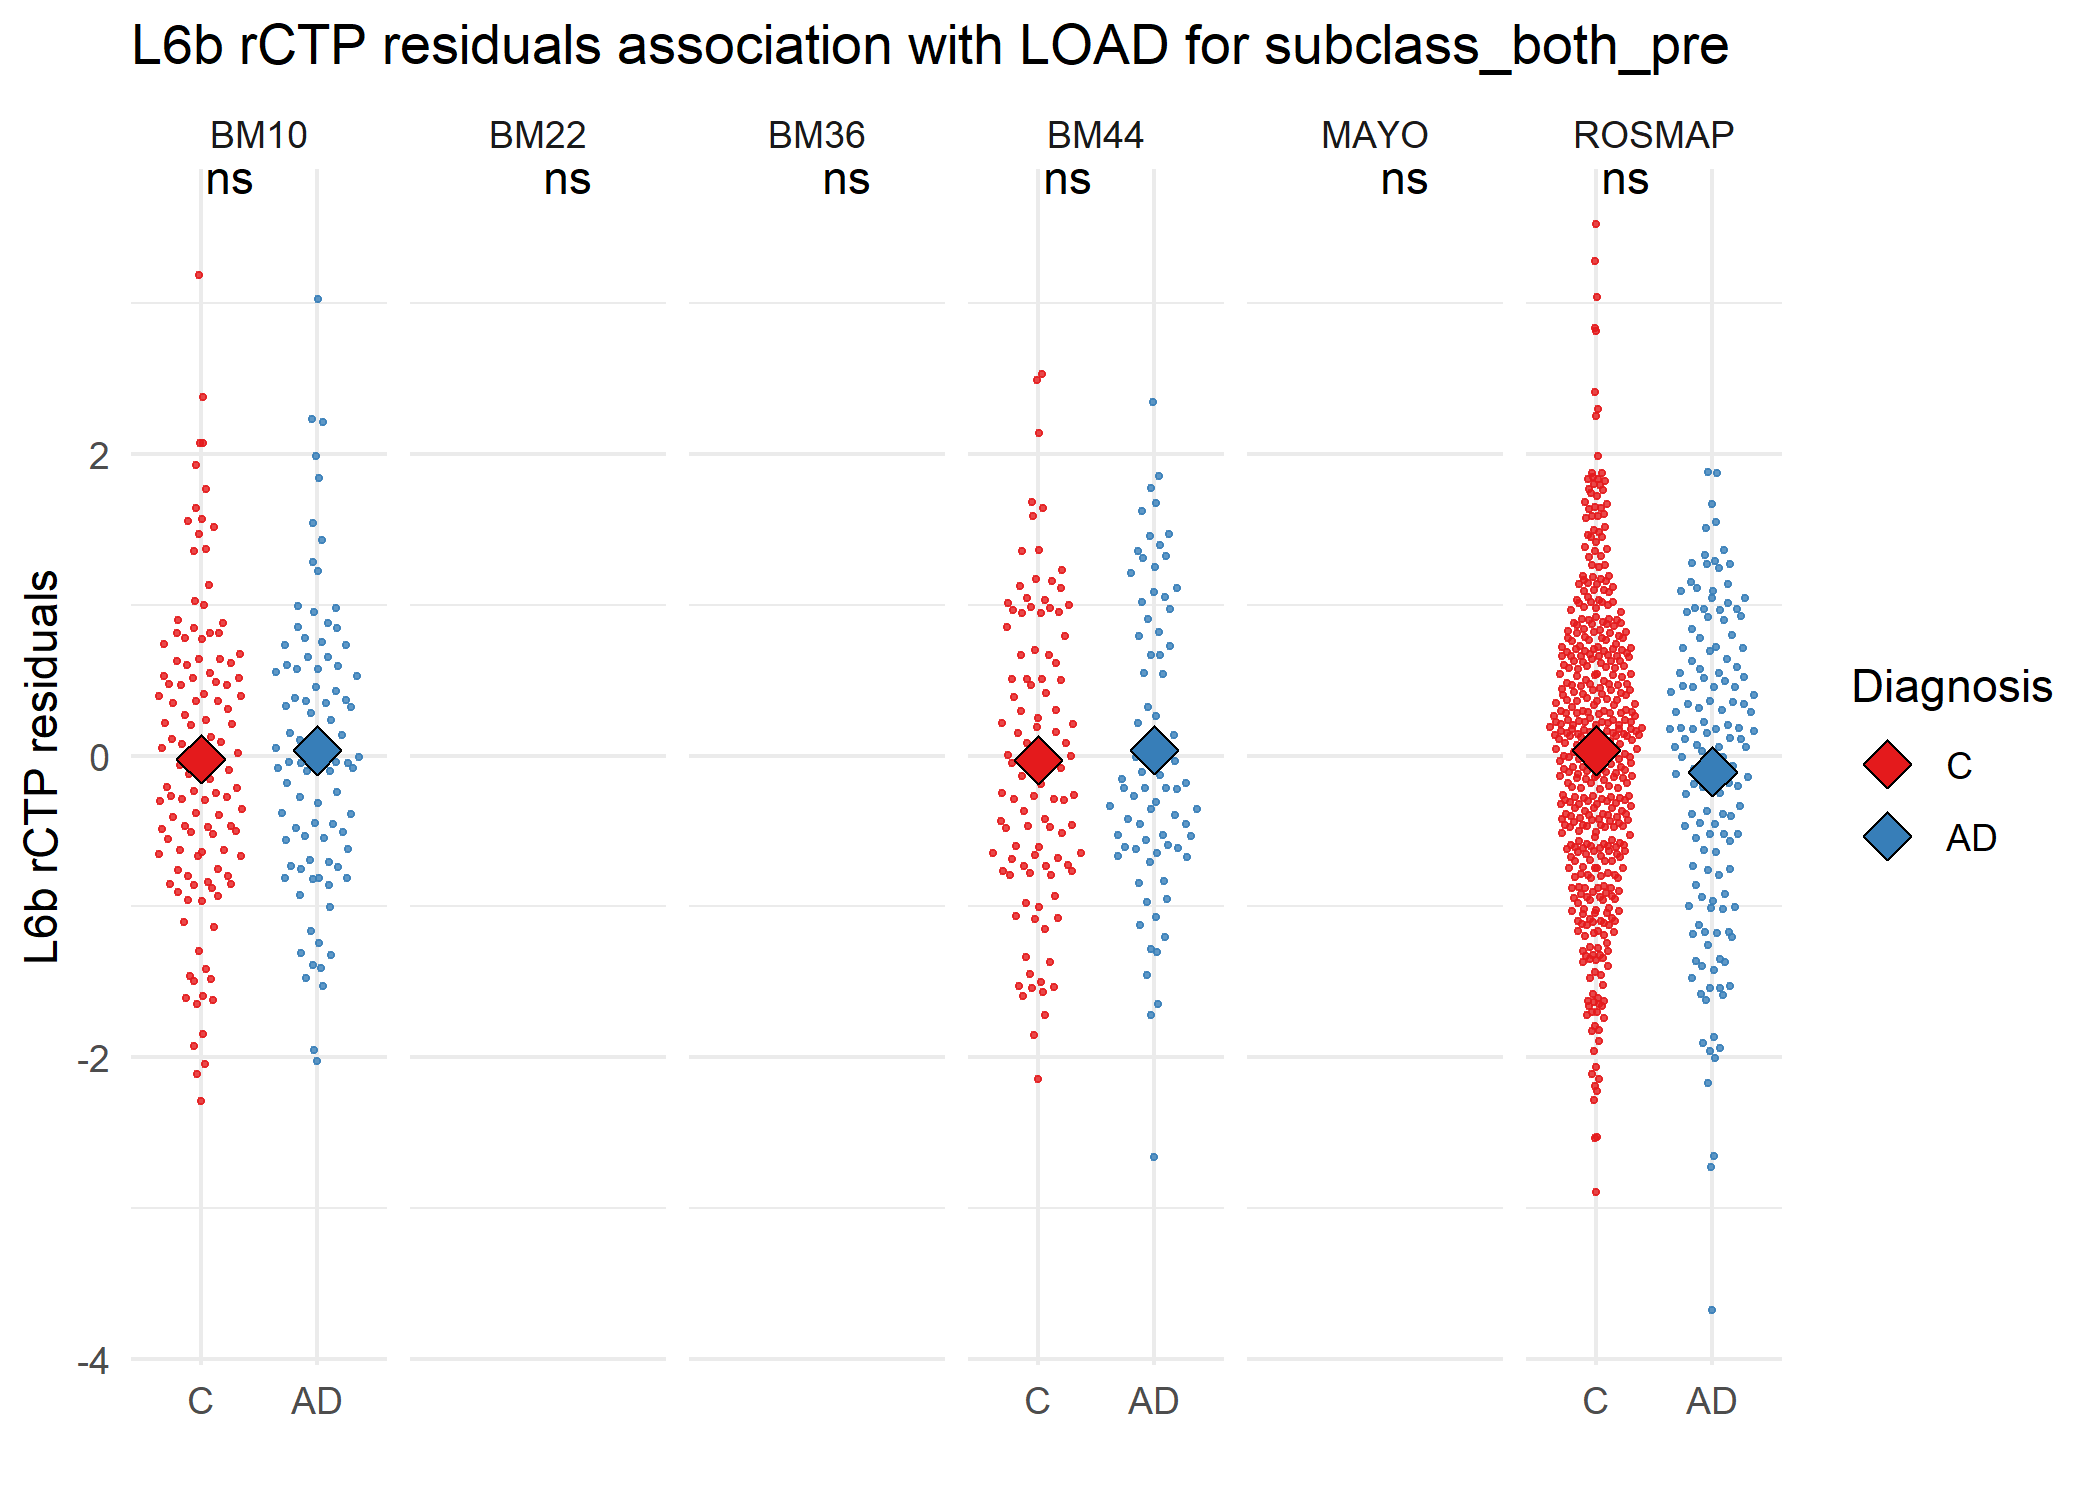 L6b rCTP residuals association with LOAD for subclass_both_pre
BM10 BM22 BM36 BM44 MAYO ROSMAP
ns ns ns ns ns ns
L6b rCTP residuals
2
0
-2
-4
C AD C AD C AD
Diagnosis
C
AD